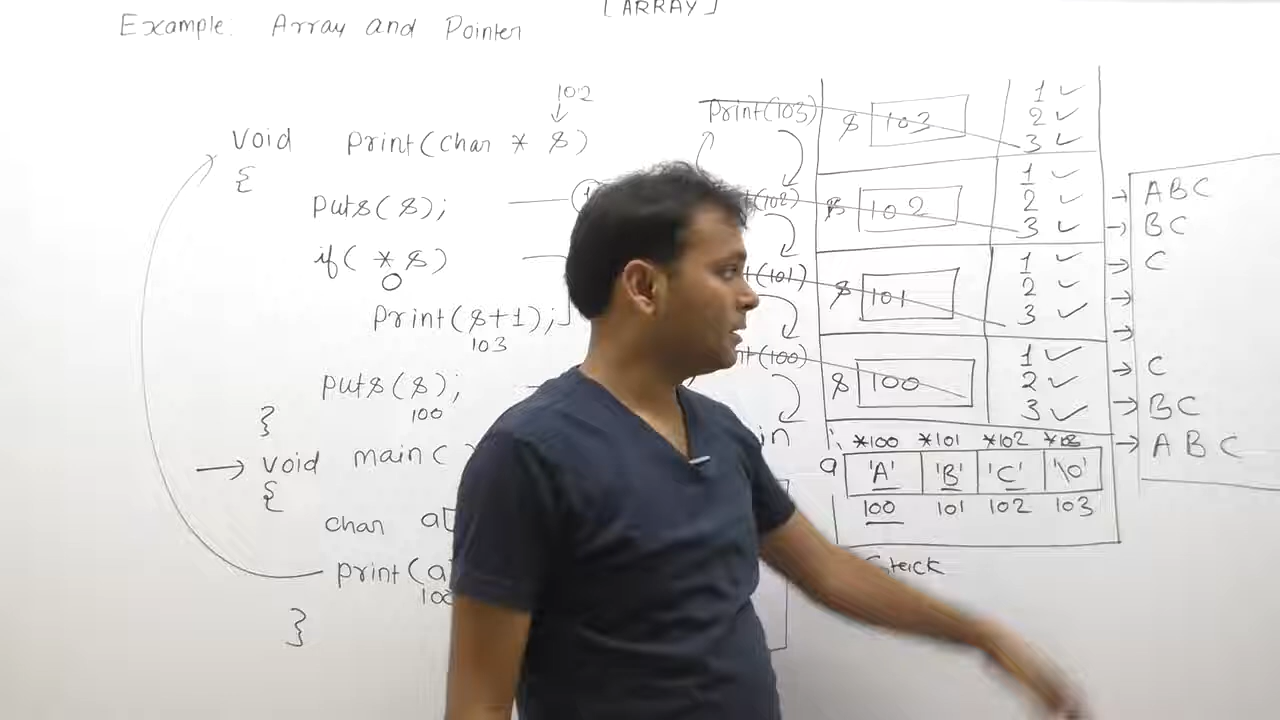 [ARRAY]
Example: Array and Pointer
102
Void Print(char * s)
{
Puts(s);
if( *s)
0
Print(s+1);
103
Puts(s);
100
}
Void main( )
{
char a[
print(a
100
}
Print(103)
(102)
(101)
(100)
s 103
1 ✓
2 ✓
3 ✓
s 102
1 ✓
2 ✓
3 ✓
s 101
1 ✓
2 ✓
3 ✓
s 100
1 ✓
2 ✓
3 ✓
*100 *101 *102
a 'A' 'B' 'C' '\0'
100 101 102 103
Stack
→ ABC
→ BC
→ C
→
→
→ C
→ BC
→ ABC